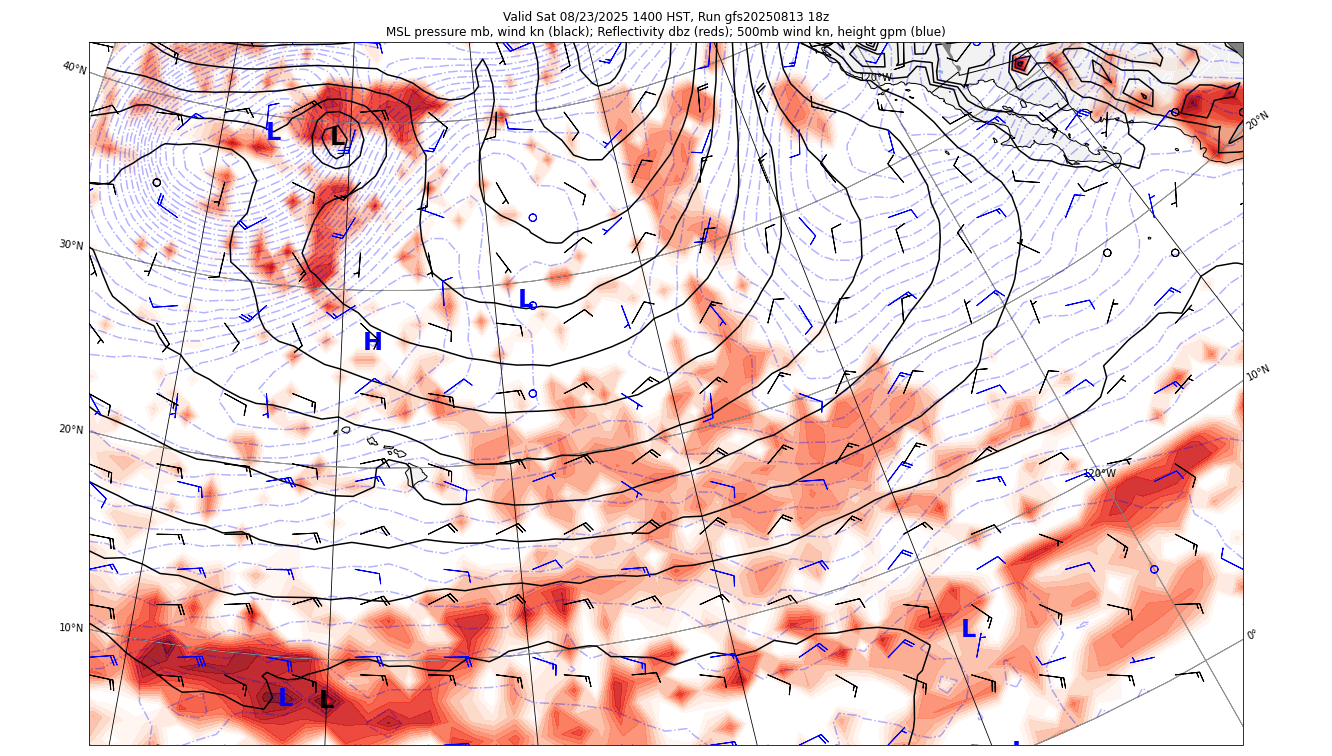 Valid Sat 08/23/2025 1400 HST, Run gfs20250813 18z
MSL pressure mb, wind kn (black); Reflectivity dbz (reds); 500mb wind kn, height gpm (blue)
40°N
120°W
20°N
L
L
30°N
L
H
10°N
20°N
120°W
10°N
L
0°
L
L